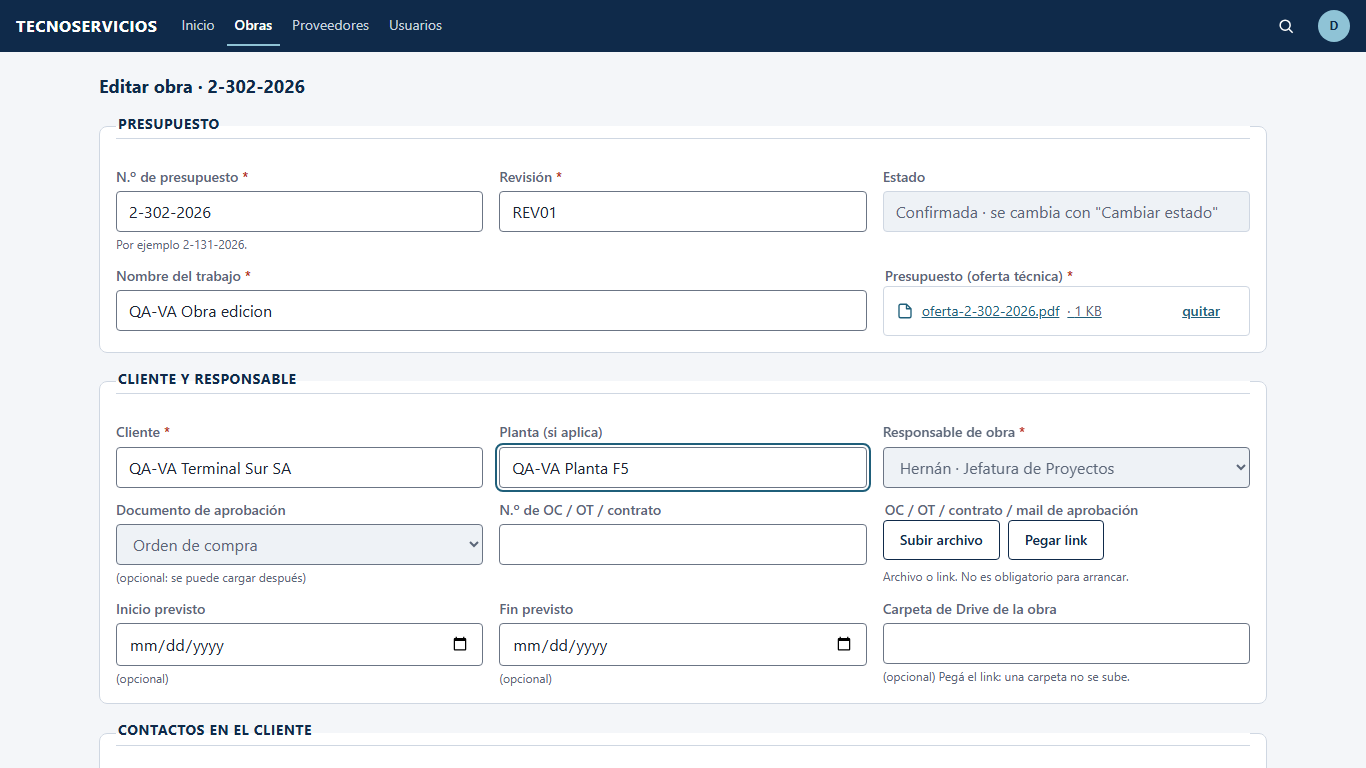 TECNOSERVICIOS Inicio Obras Proveedores Usuarios D
Editar obra · 2-302-2026
PRESUPUESTO
N.º de presupuesto * Revisión * Estado
2-302-2026 REV01 Confirmada · se cambia con "Cambiar estado"
Por ejemplo 2-131-2026.
Nombre del trabajo * Presupuesto (oferta técnica) *
QA-VA Obra edicion oferta-2-302-2026.pdf · 1 KB quitar
CLIENTE Y RESPONSABLE
Cliente * Planta (si aplica) Responsable de obra *
QA-VA Terminal Sur SA QA-VA Planta F5 Hernán · Jefatura de Proyectos
Documento de aprobación N.º de OC / OT / contrato OC / OT / contrato / mail de aprobación
Orden de compra Subir archivo Pegar link
(opcional: se puede cargar después) Archivo o link. No es obligatorio para arrancar.
Inicio previsto Fin previsto Carpeta de Drive de la obra
mm/dd/yyyy mm/dd/yyyy
(opcional) (opcional) (opcional) Pegá el link: una carpeta no se sube.
CONTACTOS EN EL CLIENTE